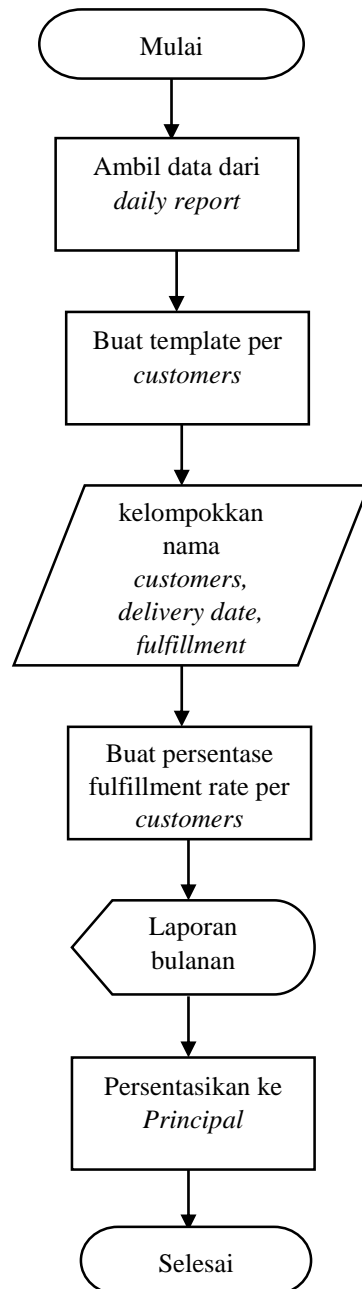 Mulai
Ambil data dari
daily report
Buat template per
customers
kelompokkan
nama
customers,
delivery date,
fulfillment
Buat persentase
fulfillment rate per
customers
Laporan
bulanan
Persentasikan ke
Principal
Selesai